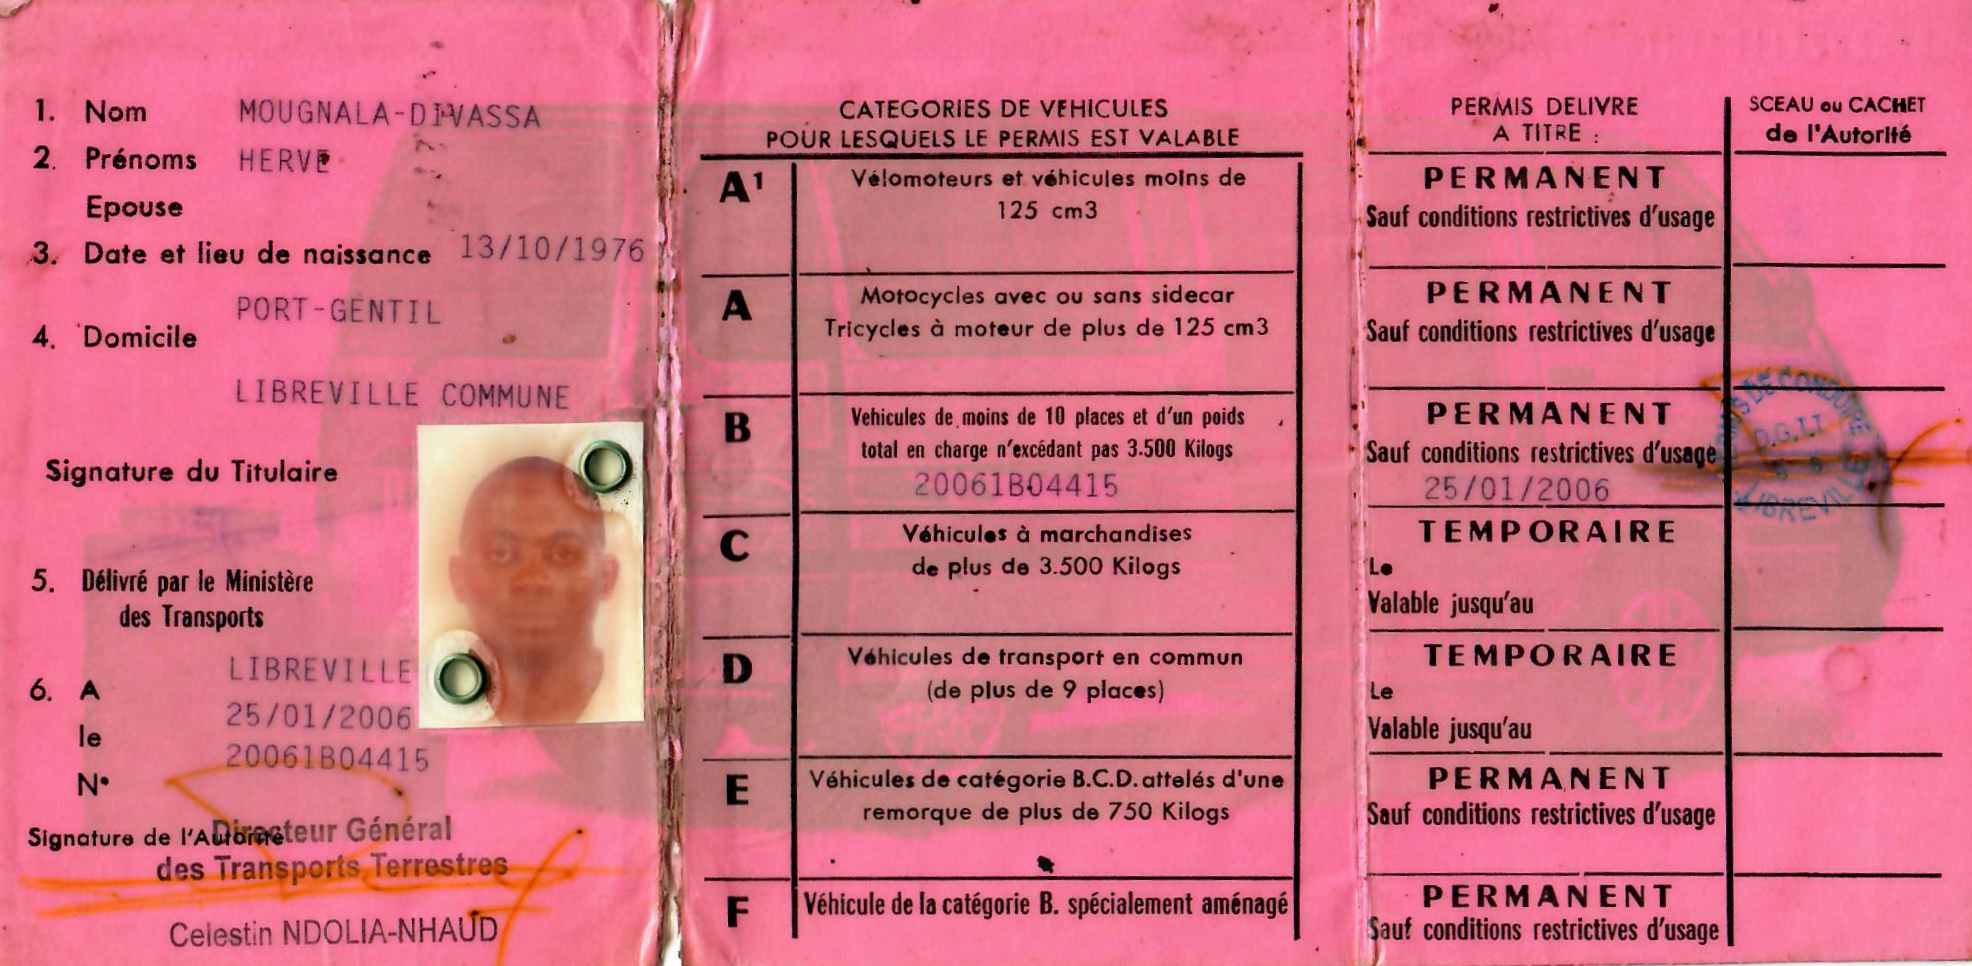 1. Nom MOUGNALA-DIVASSA
2. Prénoms HERVE
Epouse
3. Date et lieu de naissance 13/10/1976
PORT-GENTIL
4. Domicile
LIBREVILLE COMMUNE
Signature du Titulaire
5. Délivré par le Ministère
des Transports
LIBREVILLE
6. A
25/01/2006
le
20061B04415
N°
Signature de l'Autorité
Directeur Général
des Transports Terrestres
Celestin NDOLIA-NHAUD
CATEGORIES DE VEHICULES
POUR LESQUELS LE PERMIS EST VALABLE
A1 Vélomoteurs et véhicules moins de
125 cm3
A Motocycles avec ou sans sidecar
Tricycles à moteur de plus de 125 cm3
B Vehicules de moins de 10 places et d'un poids
total en charge n'excédant pas 3.500 Kilogs
20061B04415
C Véhicules à marchandises
de plus de 3.500 Kilogs
D Véhicules de transport en commun
(de plus de 9 places)
E Véhicules de catégorie B.C.D. attelés d'une
remorque de plus de 750 Kilogs
F Véhicule de la catégorie B. spécialement aménagé
PERMIS DELIVRE
A TITRE :
PERMANENT
Sauf conditions restrictives d'usage
PERMANENT
Sauf conditions restrictives d'usage
PERMANENT
Sauf conditions restrictives d'usage
25/01/2006
TEMPORAIRE
Le
Valable jusqu'au
TEMPORAIRE
Le
Valable jusqu'au
PERMANENT
Sauf conditions restrictives d'usage
PERMANENT
Sauf conditions restrictives d'usage
SCEAU ou CACHET
de l'Autorité
DE CONDUIRE
D.G.T.T
LIBREVILLE